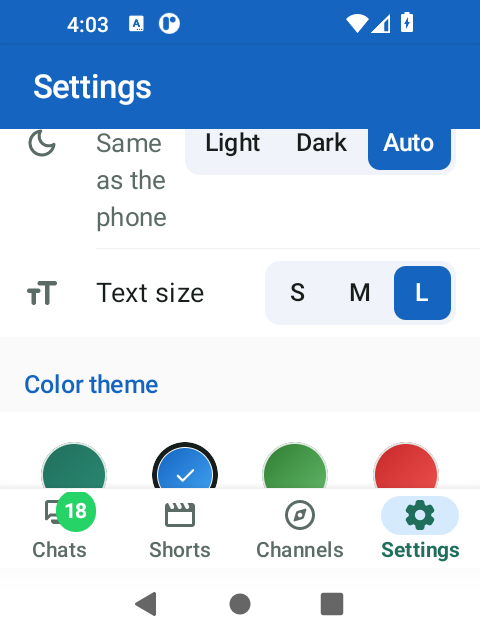 4:03
Settings
Same as the phone
Light Dark Auto
Text size
S M L
Color theme
18
Chats Shorts Channels Settings